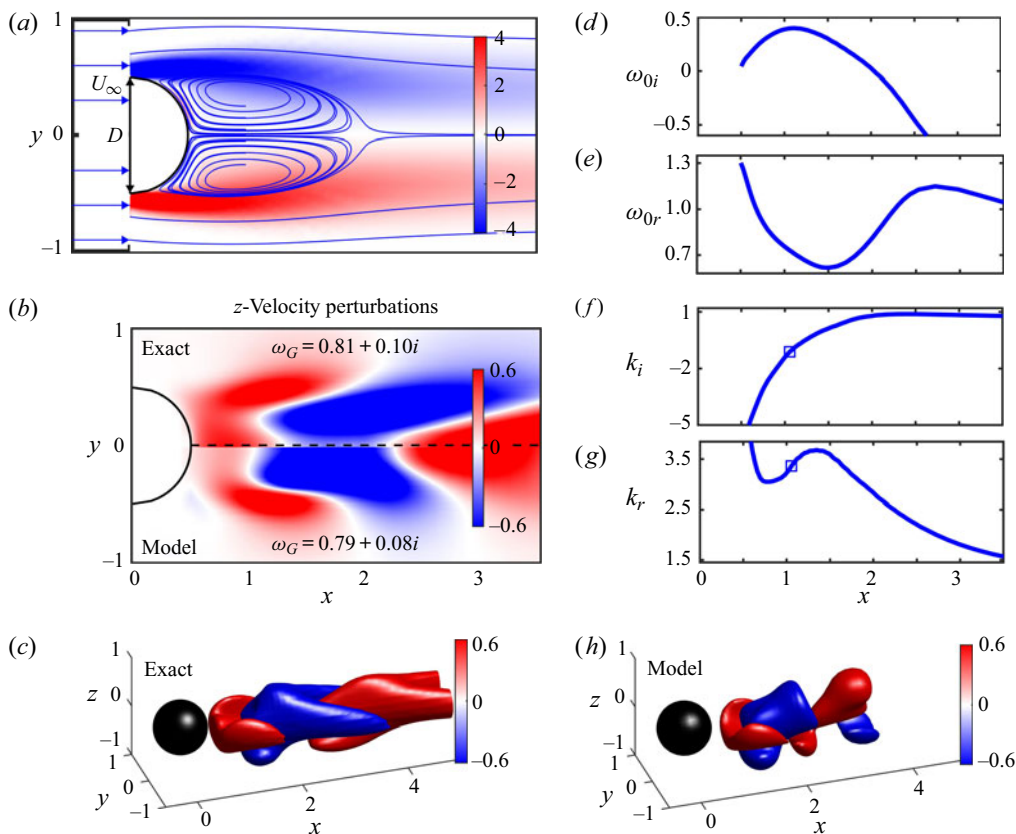 (a)
1
y 0
–1
U∞
D
4
2
0
–2
–4
(b)
z-Velocity perturbations
1
y 0
–1
Exact
ωG = 0.81 + 0.10i
0.6
0
–0.6
Model
ωG = 0.79 + 0.08i
0 1 2 3
x
(c)
Exact
1
z 0
–1
1
y 0
–1
0 2 4
x
0.6
0
–0.6
(d)
0.5
ω0i 0
–0.5
(e)
1.3
ω0r 1.0
0.7
(f)
1
ki –2
–5
(g)
3.5
kr 2.5
1.5
0 1 2 3
x
(h)
Model
1
z 0
–1
1
y 0
–1
0 2 4
x
0.6
0
–0.6